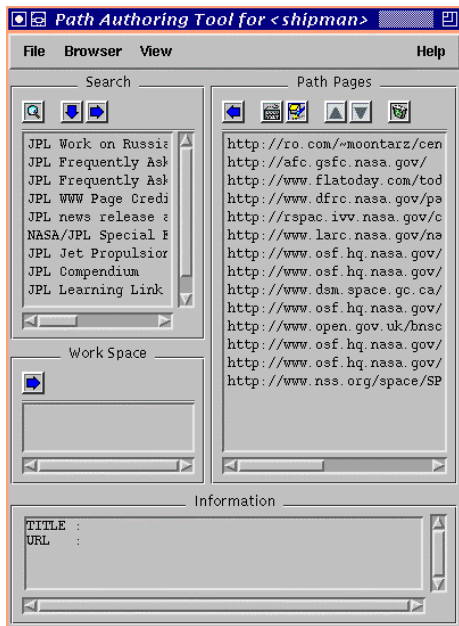 Path Authoring Tool for <shipman>
File Browser View Help
Search
JPL Work on Russia
JPL Frequently Ask
JPL Frequently Ask
JPL WWW Page Credi
JPL news release a
NASA/JPL Special
JPL Jet Propulsion
JPL Compendium
JPL Learning Link
Work Space
Path Pages
http://ro.com/~moontarz/cen
http://afc.gsfc.nasa.gov/
http://www.flatoday.com/tod
http://www.dfrc.nasa.gov/pa
http://rspac.ivv.nasa.gov/c
http://www.larc.nasa.gov/na
http://www.osf.hq.nasa.gov/
http://www.osf.hq.nasa.gov/
http://www.dsm.space.gc.ca/
http://www.osf.hq.nasa.gov/
http://www.open.gov.uk/bnsc
http://www.osf.hq.nasa.gov/
http://www.osf.hq.nasa.gov/
http://www.nss.org/space/SP
Information
TITLE :
URL :